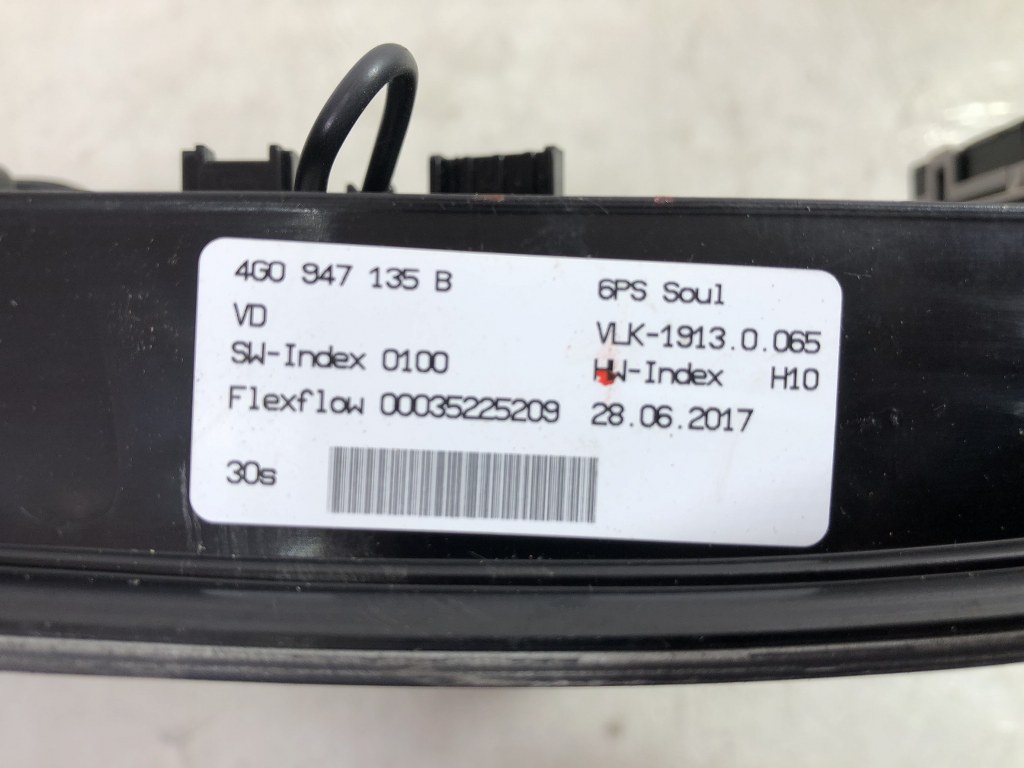 4G0 947 135 B
6PS Soul
VD
VLK-1913.0.065
SW-Index 0100
HW-Index H10
Flexflow 00035225209
28.06.2017
30s